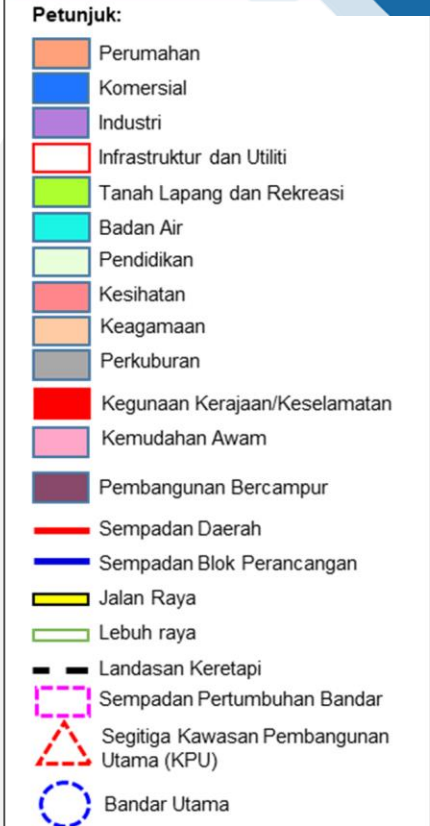 Petunjuk:
Perumahan
Komersial
Industri
Infrastruktur dan Utiliti
Tanah Lapang dan Rekreasi
Badan Air
Pendidikan
Kesihatan
Keagamaan
Perkuburan
Kegunaan Kerajaan/Keselamatan
Kemudahan Awam
Pembangunan Bercampur
Sempadan Daerah
Sempadan Blok Perancangan
Jalan Raya
Lebuh raya
Landasan Keretapi
Sempadan Pertumbuhan Bandar
Segitiga Kawasan Pembangunan
Utama (KPU)
Bandar Utama